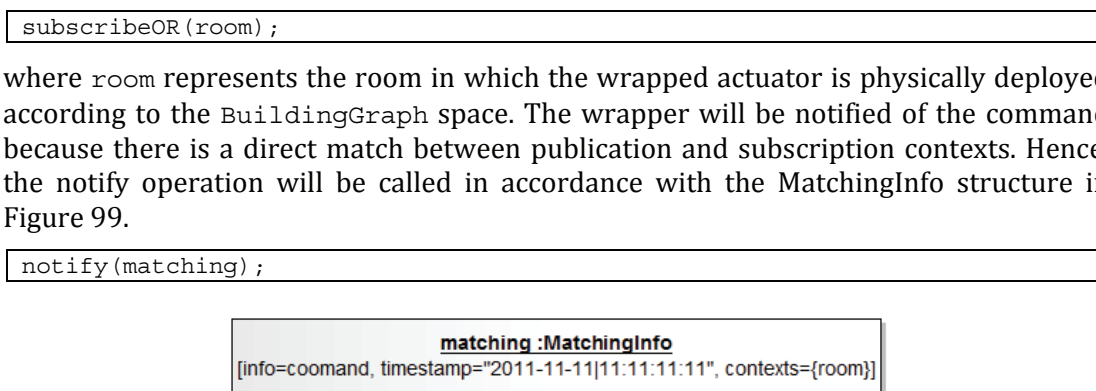 subscribeOR(room);
where room represents the room in which the wrapped actuator is physically deployed
according to the BuildingGraph space. The wrapper will be notified of the command
because there is a direct match between publication and subscription contexts. Hence
the notify operation will be called in accordance with the MatchingInfo structure in
Figure 99.
notify(matching);
matching :MatchingInfo
[info=coomand, timestamp="2011-11-11|11:11:11:11", contexts={room}]